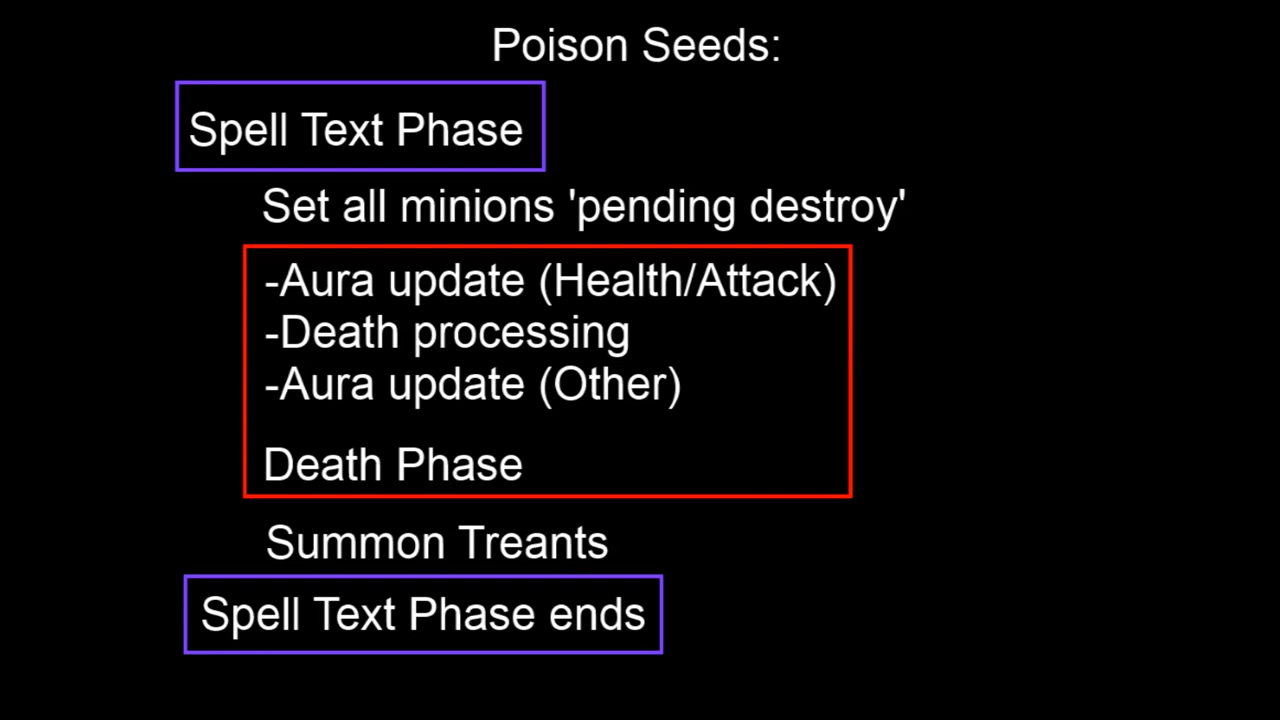 Poison Seeds:
Spell Text Phase
Set all minions 'pending destroy'
-Aura update (Health/Attack)
-Death processing
-Aura update (Other)
Death Phase
Summon Treants
Spell Text Phase ends